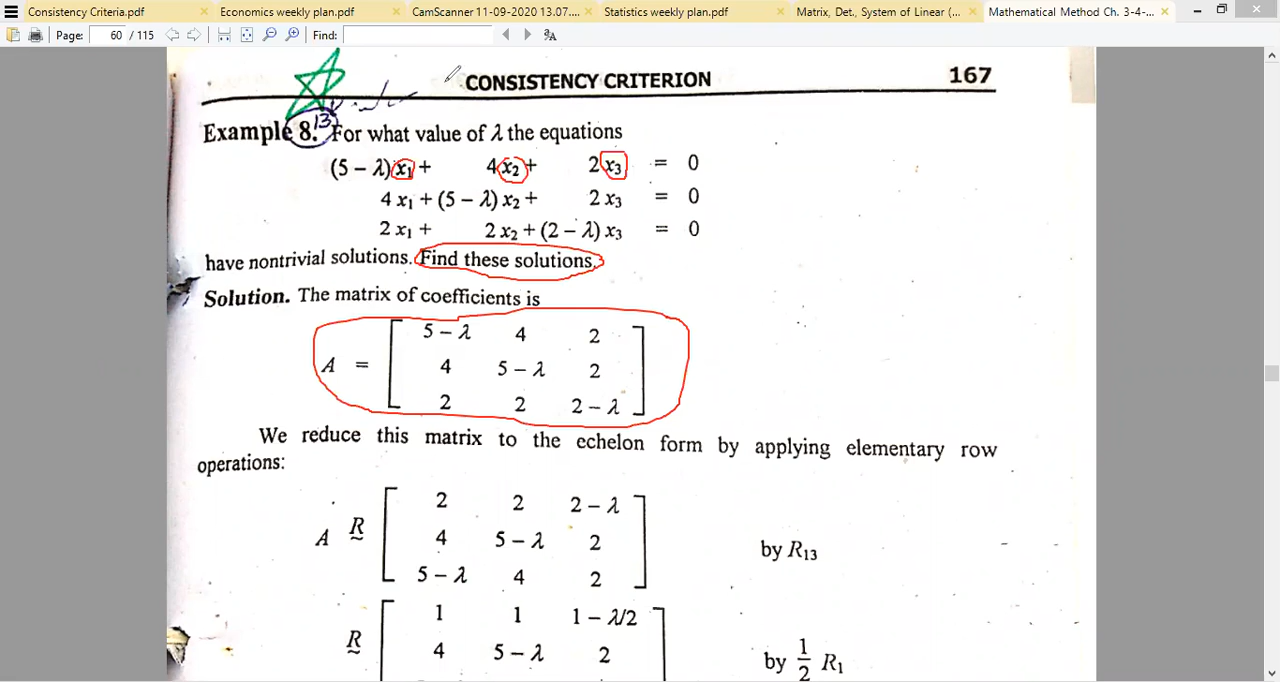 Consistency Criteria.pdf × Economics weekly plan.pdf × CamScanner 11-09-2020 13.07.... × Statistics weekly plan.pdf × Matrix, Det., System of Linear (... × Mathematical Method Ch. 3-4-... ×
Page: 60 / 115 Find:
CONSISTENCY CRITERION 167
Example 8. 13 For what value of λ the equations
(5 – λ) x₁ + 4 x₂ + 2 x₃ = 0
4 x₁ + (5 – λ) x₂ + 2 x₃ = 0
2 x₁ + 2 x₂ + (2 – λ) x₃ = 0
have nontrivial solutions. Find these solutions.
Solution. The matrix of coefficients is
5 – λ 4 2
A = 4 5 – λ 2
2 2 2 – λ
We reduce this matrix to the echelon form by applying elementary row
operations:
2 2 2 – λ
A R 4 5 – λ 2 by R₁₃
5 – λ 4 2
1 1 1 – λ/2
R 4 5 – λ 2 by 1/2 R₁